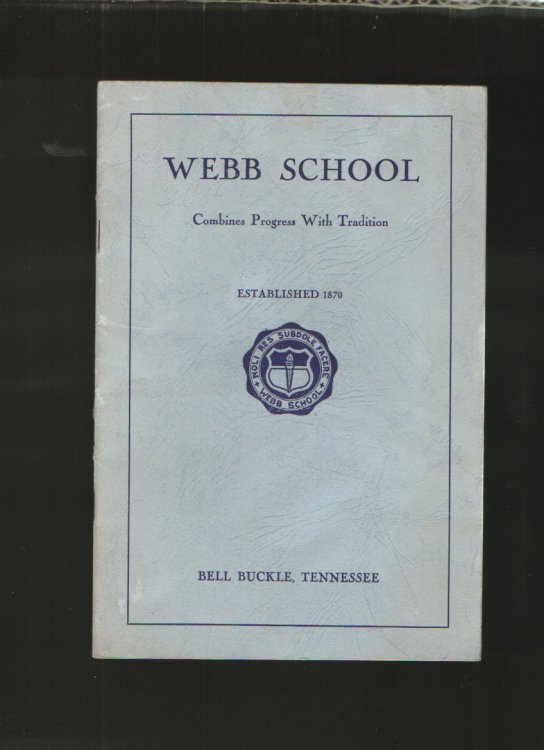 WEBB SCHOOL
Combines Progress With Tradition
ESTABLISHED 1870
NOLI RES SUBDOLE FACERE
WEBB SCHOOL
BELL BUCKLE, TENNESSEE